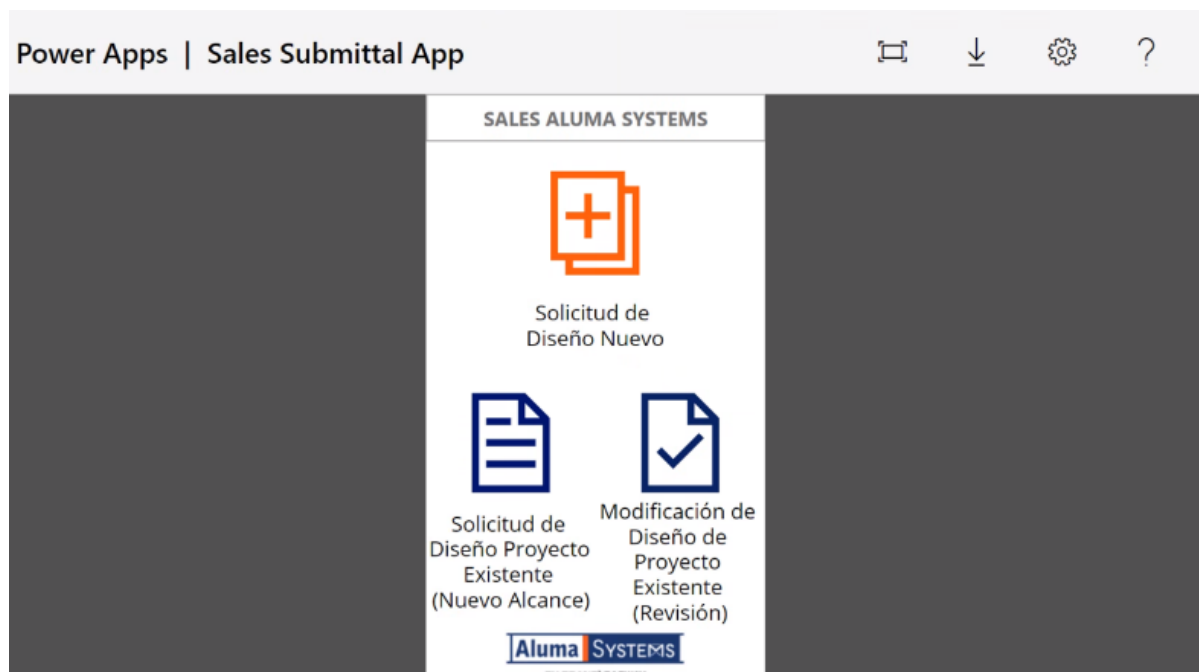 Power Apps | Sales Submittal App
SALES ALUMA SYSTEMS
Solicitud de
Diseño Nuevo
Solicitud de
Diseño Proyecto
Existente
(Nuevo Alcance)
Modificación de
Diseño de
Proyecto
Existente
(Revisión)
Aluma SYSTEMS